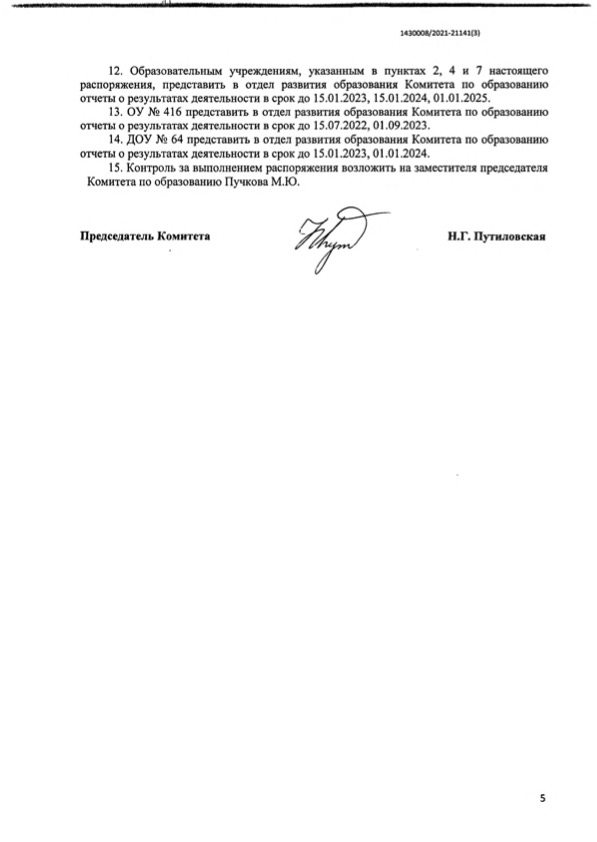 1430008/2021-21141(3)
12. Образовательным учреждениям, указанным в пунктах 2, 4 и 7 настоящего
распоряжения, представить в отдел развития образования Комитета по образованию
отчеты о результатах деятельности в срок до 15.01.2023, 15.01.2024, 01.01.2025.
13. ОУ № 416 представить в отдел развития образования Комитета по образованию
отчеты о результатах деятельности в срок до 15.07.2022, 01.09.2023.
14. ДОУ № 64 представить в отдел развития образования Комитета по образованию
отчеты о результатах деятельности в срок до 15.01.2023, 01.01.2024.
15. Контроль за выполнением распоряжения возложить на заместителя председателя
Комитета по образованию Пучкова М.Ю.
Председатель Комитета Н.Г. Путиловская
5